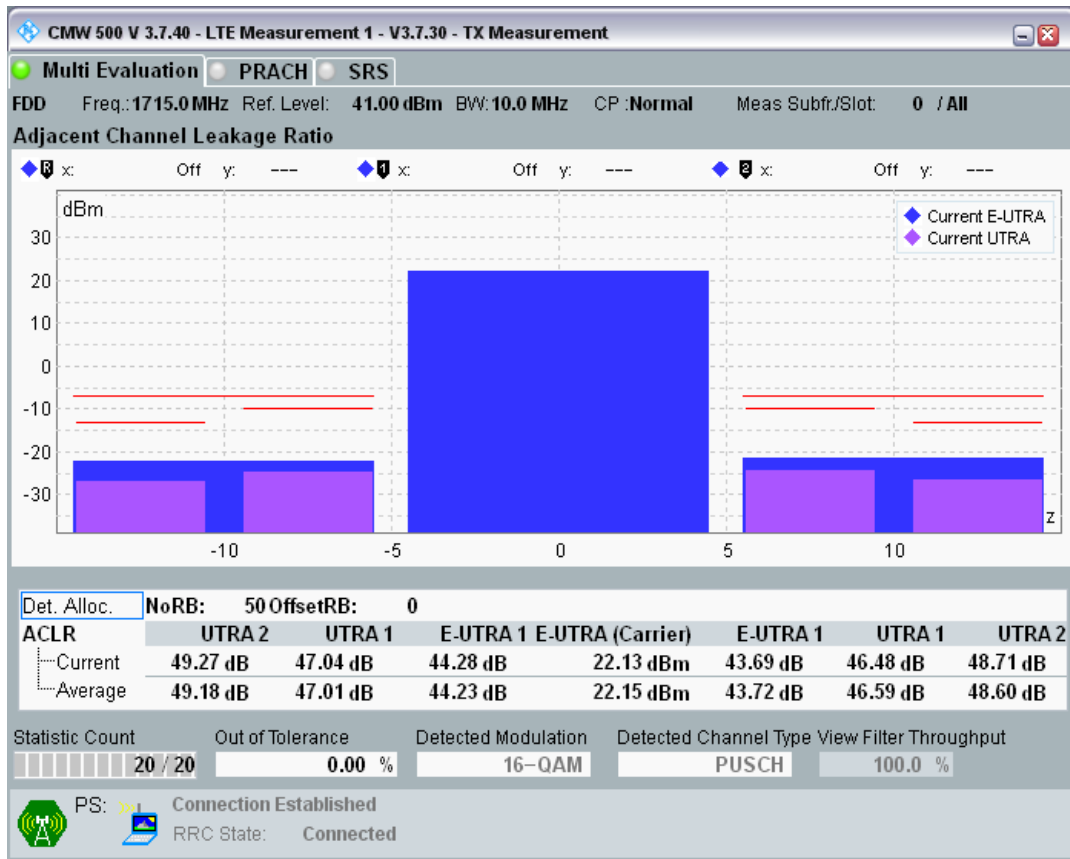 CMW 500 V 3.7.40 - LTE Measurement 1 - V3.7.30 - TX Measurement
Multi Evaluation PRACH SRS
FDD Freq.: 1715.0 MHz Ref. Level: 41.00 dBm BW: 10.0 MHz CP :Normal Meas Subfr./Slot: 0 / All
Adjacent Channel Leakage Ratio
R x: Off y: --- 1 x: Off y: --- 2 x: Off y: ---
dBm
Current E-UTRA
Current UTRA
30
20
10
0
-10
-20
-30
z
-10 -5 0 5 10
Det. Alloc. NoRB: 50 OffsetRB: 0
ACLR UTRA 2 UTRA 1 E-UTRA 1 E-UTRA (Carrier) E-UTRA 1 UTRA 1 UTRA 2
Current 49.27 dB 47.04 dB 44.28 dB 22.13 dBm 43.69 dB 46.48 dB 48.71 dB
Average 49.18 dB 47.01 dB 44.23 dB 22.15 dBm 43.72 dB 46.59 dB 48.60 dB
Statistic Count Out of Tolerance Detected Modulation Detected Channel Type View Filter Throughput
20 / 20 0.00 % 16-QAM PUSCH 100.0 %
PS: Connection Established
RRC State: Connected